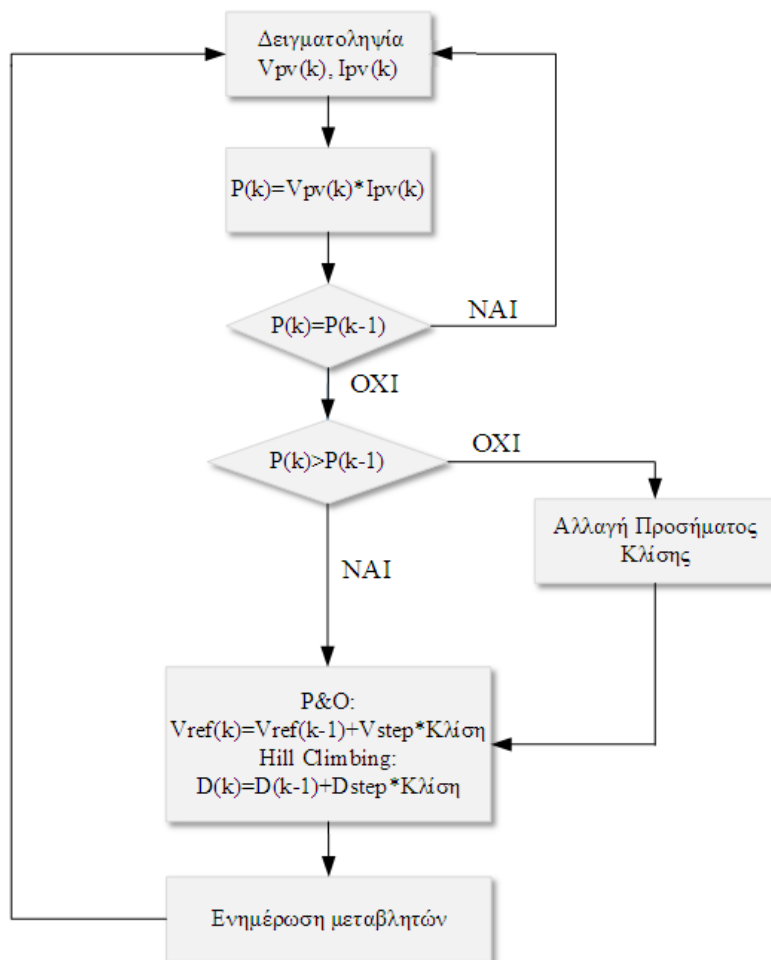 Δειγματοληψία
Vpv(k), Ipv(k)
P(k)=Vpv(k)*Ipv(k)
P(k)=P(k-1)
ΝΑΙ
ΟΧΙ
P(k)>P(k-1)
ΟΧΙ
Αλλαγή Προσήματος
Κλίσης
ΝΑΙ
P&O:
Vref(k)=Vref(k-1)+Vstep*Κλίση
Hill Climbing:
D(k)=D(k-1)+Dstep*Κλίση
Ενημέρωση μεταβλητών